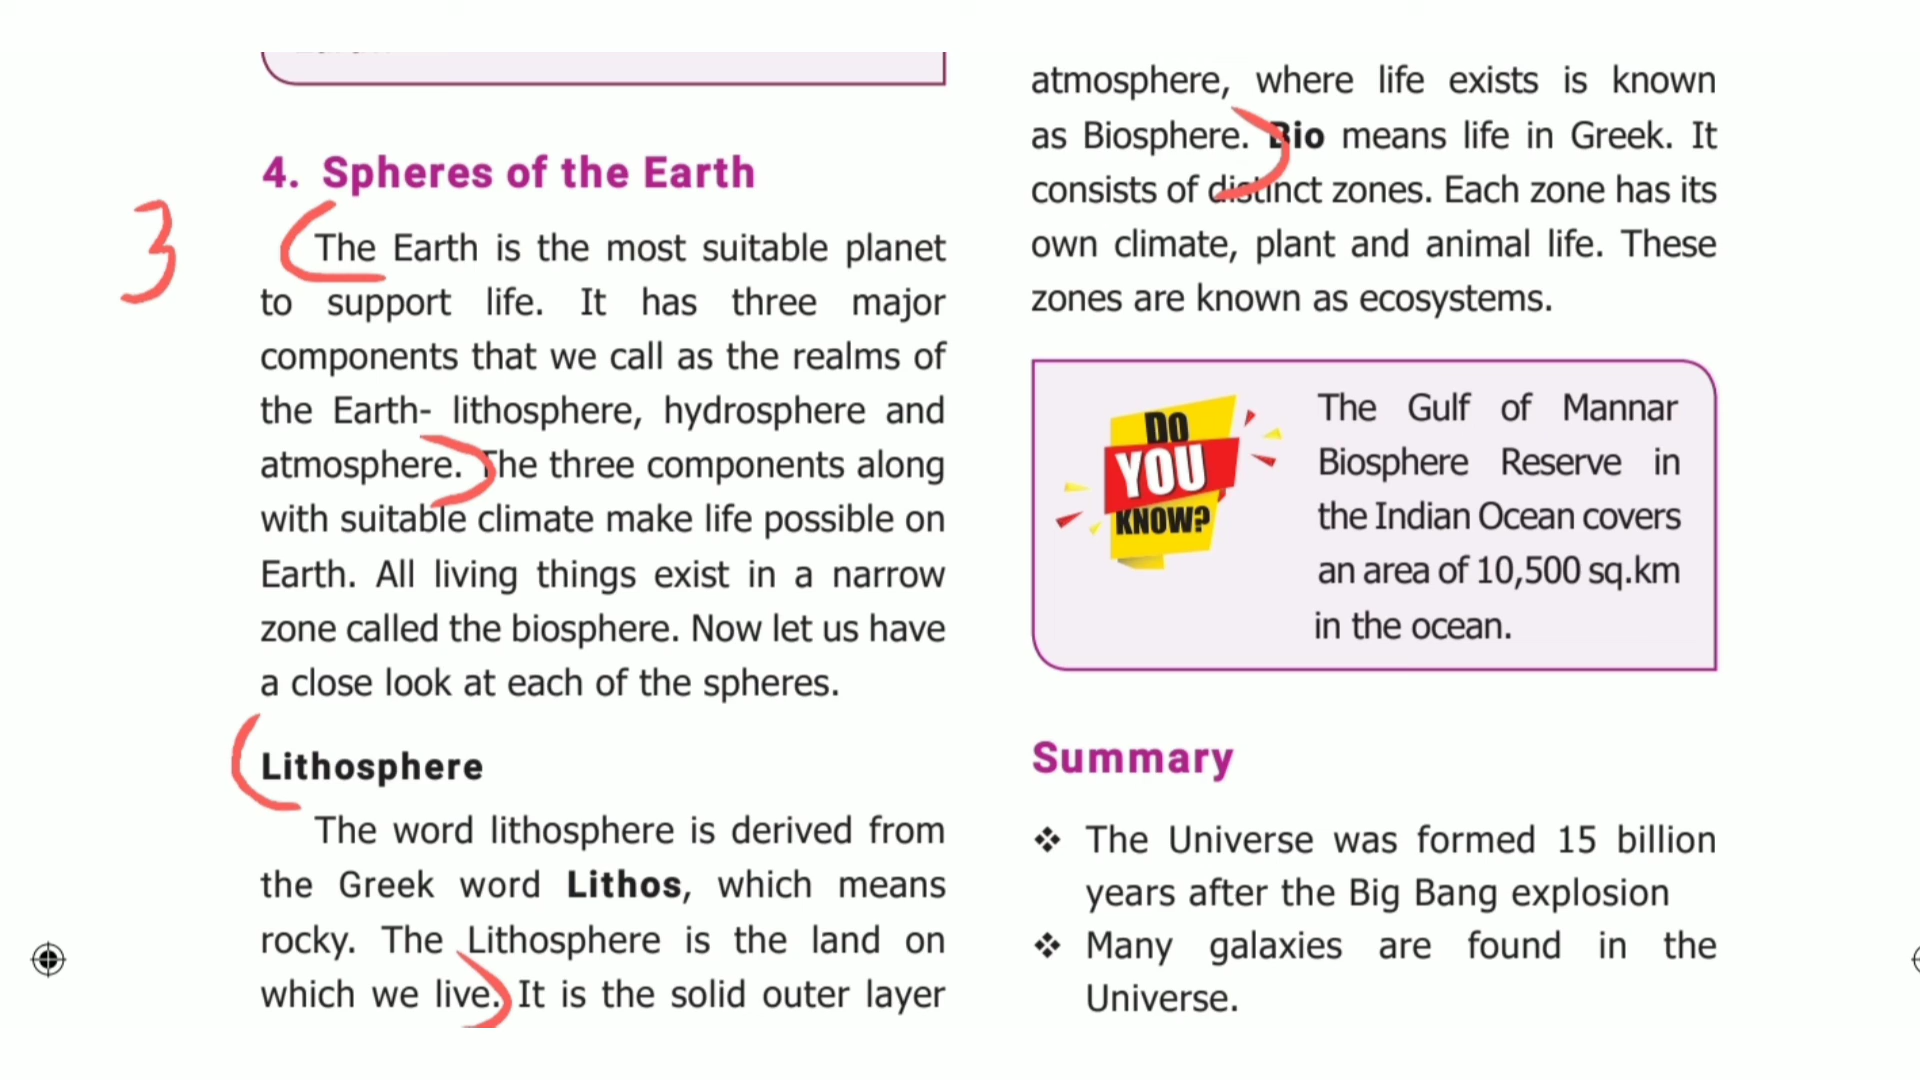 4. Spheres of the Earth
3
The Earth is the most suitable planet
to support life. It has three major
components that we call as the realms of
the Earth- lithosphere, hydrosphere and
atmosphere. The three components along
with suitable climate make life possible on
Earth. All living things exist in a narrow
zone called the biosphere. Now let us have
a close look at each of the spheres.
Lithosphere
The word lithosphere is derived from
the Greek word Lithos, which means
rocky. The Lithosphere is the land on
which we live. It is the solid outer layer
atmosphere, where life exists is known
as Biosphere. Bio means life in Greek. It
consists of distinct zones. Each zone has its
own climate, plant and animal life. These
zones are known as ecosystems.
DO
YOU
KNOW?
The Gulf of Mannar
Biosphere Reserve in
the Indian Ocean covers
an area of 10,500 sq.km
in the ocean.
Summary
❖ The Universe was formed 15 billion
years after the Big Bang explosion
❖ Many galaxies are found in the
Universe.